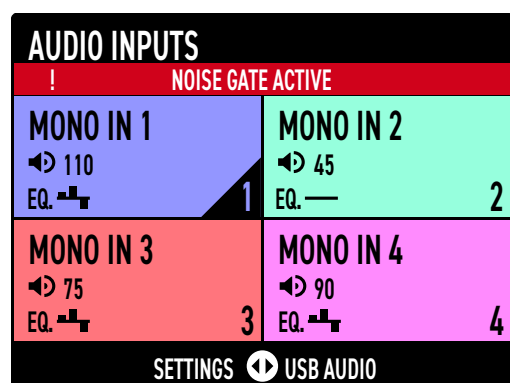 AUDIO INPUTS
! NOISE GATE ACTIVE
MONO IN 1
110
EQ.
1
MONO IN 2
45
EQ.
2
MONO IN 3
75
EQ.
3
MONO IN 4
90
EQ.
4
SETTINGS USB AUDIO